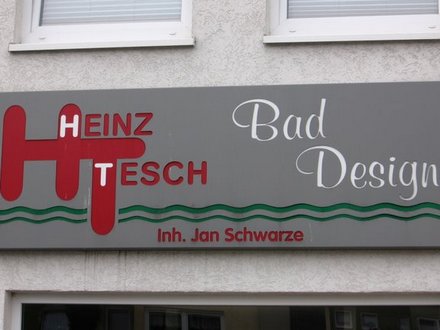 HEINZ
TESCH
Bad
Design
Inh. Jan Schwarze